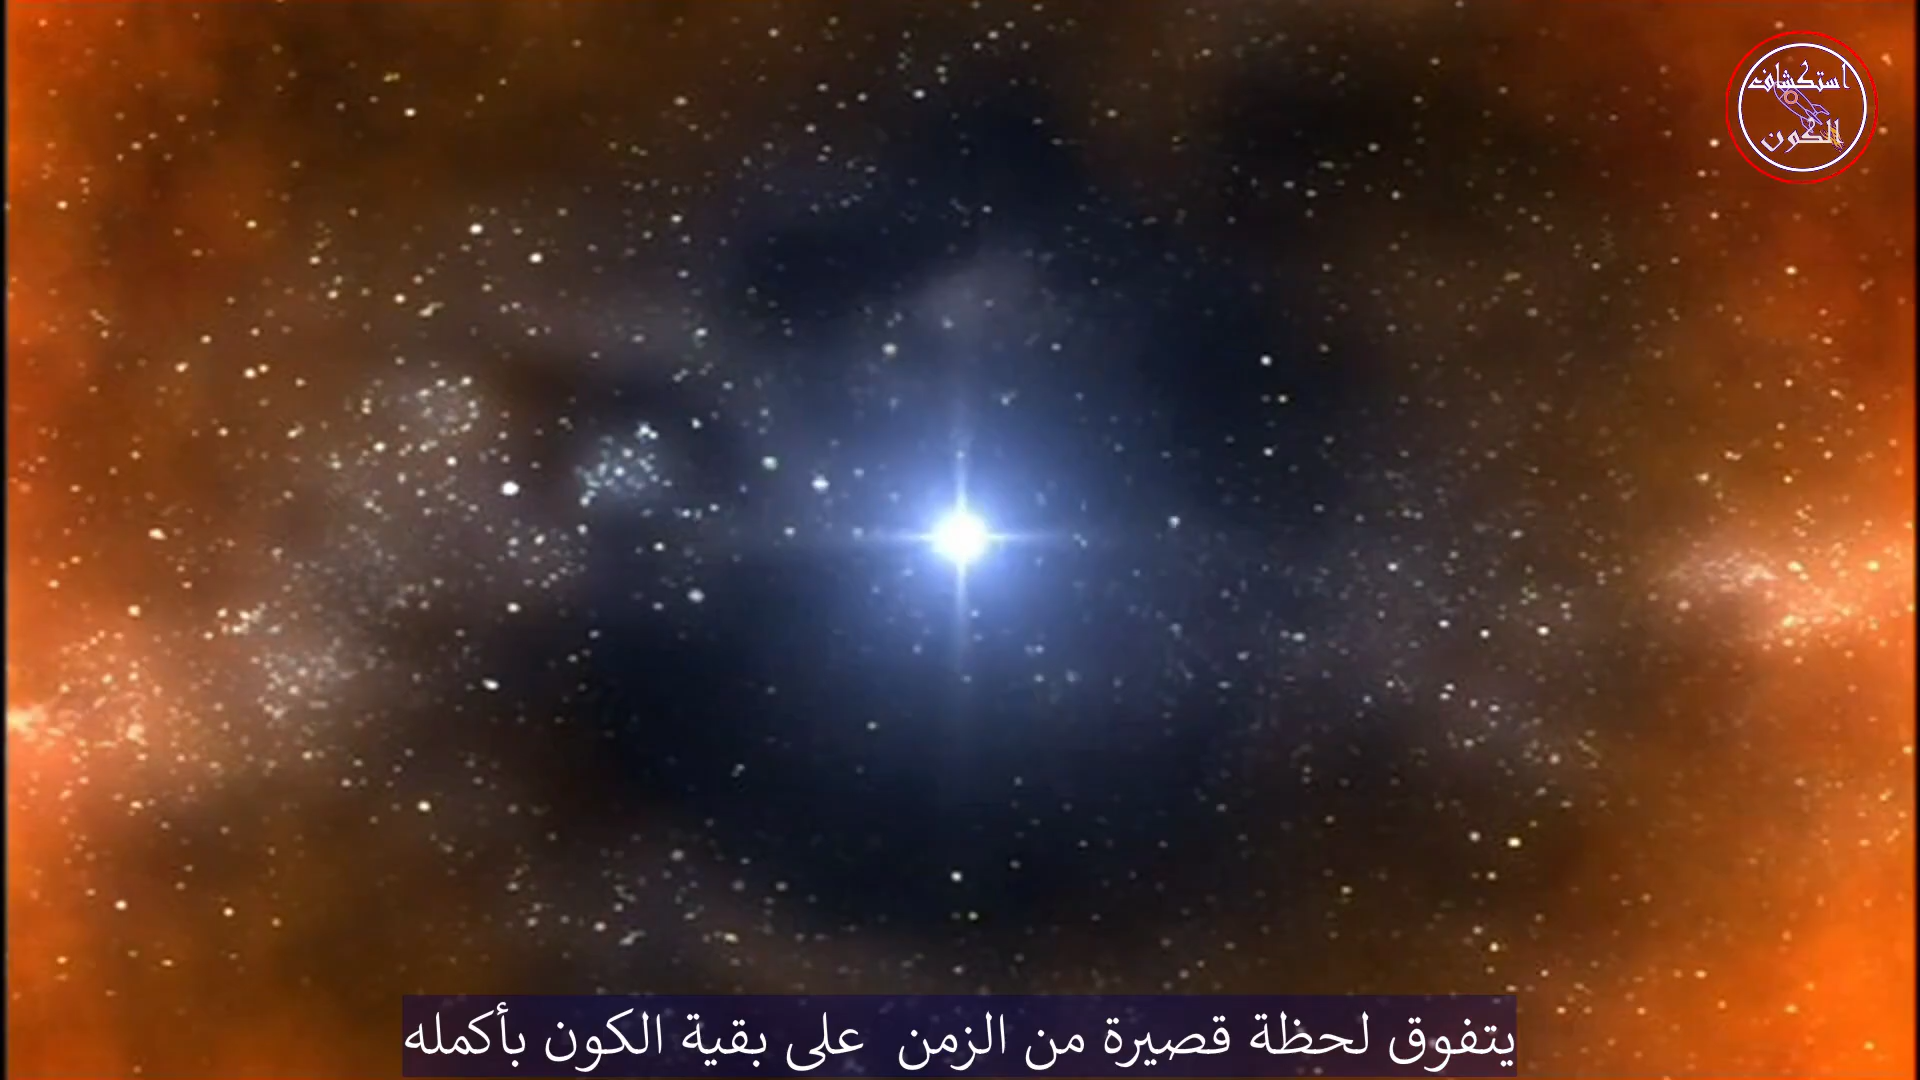 استكشاف
الكون
يتفوق لحظة قصيرة من الزمن على بقية الكون بأكمله